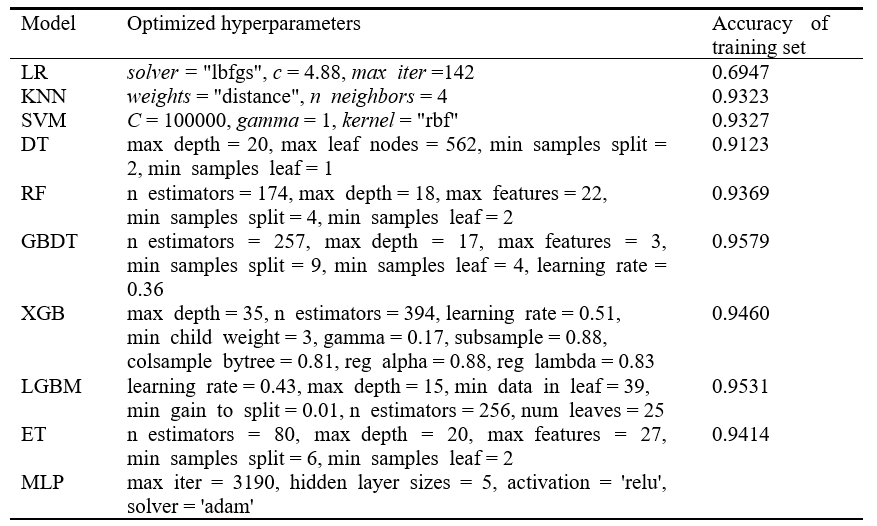 Model Optimized hyperparameters Accuracy of
training set
LR solver = "lbfgs", c = 4.88, max iter =142 0.6947
KNN weights = "distance", n neighbors = 4 0.9323
SVM C = 100000, gamma = 1, kernel = "rbf" 0.9327
DT max depth = 20, max leaf nodes = 562, min samples split = 0.9123
2, min samples leaf = 1
RF n estimators = 174, max depth = 18, max features = 22, 0.9369
min samples split = 4, min samples leaf = 2
GBDT n estimators = 257, max depth = 17, max features = 3, 0.9579
min samples split = 9, min samples leaf = 4, learning rate =
0.36
XGB max depth = 35, n estimators = 394, learning rate = 0.51, 0.9460
min child weight = 3, gamma = 0.17, subsample = 0.88,
colsample bytree = 0.81, reg alpha = 0.88, reg lambda = 0.83
LGBM learning rate = 0.43, max depth = 15, min data in leaf = 39, 0.9531
min gain to split = 0.01, n estimators = 256, num leaves = 25
ET n estimators = 80, max depth = 20, max features = 27, 0.9414
min samples split = 6, min samples leaf = 2
MLP max iter = 3190, hidden layer sizes = 5, activation = 'relu',
solver = 'adam'